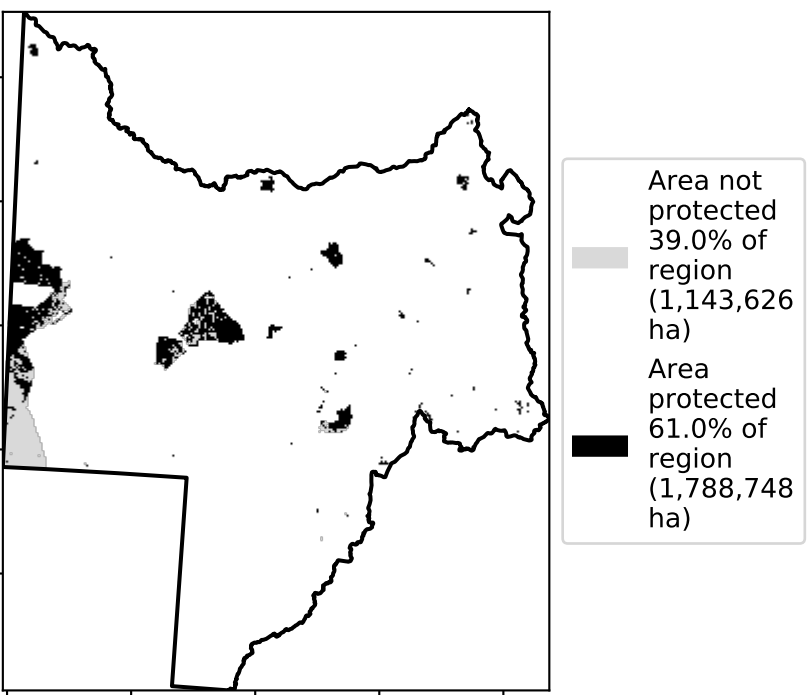 Area not
protected
39.0% of
region
(1,143,626
ha)
Area
protected
61.0% of
region
(1,788,748
ha)